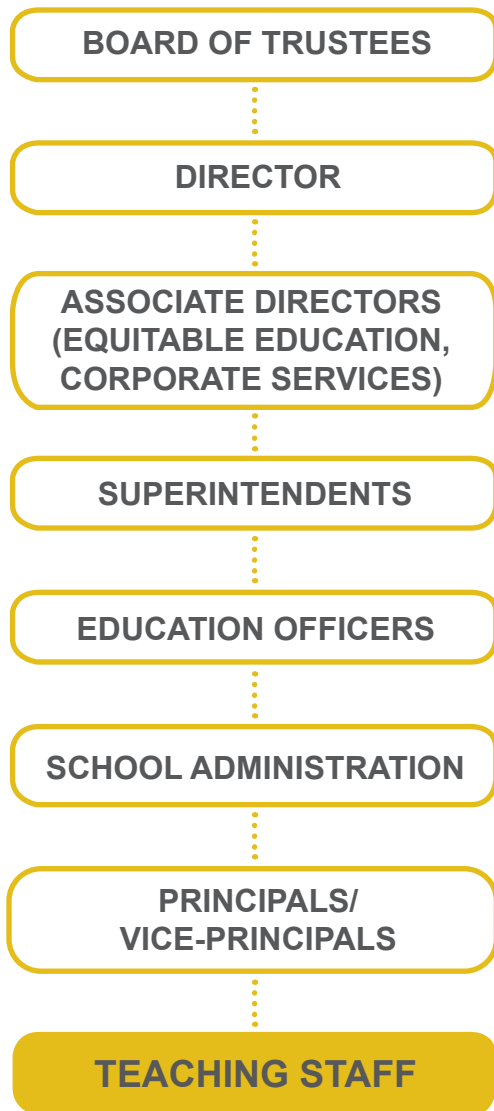 BOARD OF TRUSTEES
DIRECTOR
ASSOCIATE DIRECTORS
(EQUITABLE EDUCATION,
CORPORATE SERVICES)
SUPERINTENDENTS
EDUCATION OFFICERS
SCHOOL ADMINISTRATION
PRINCIPALS/
VICE-PRINCIPALS
TEACHING STAFF